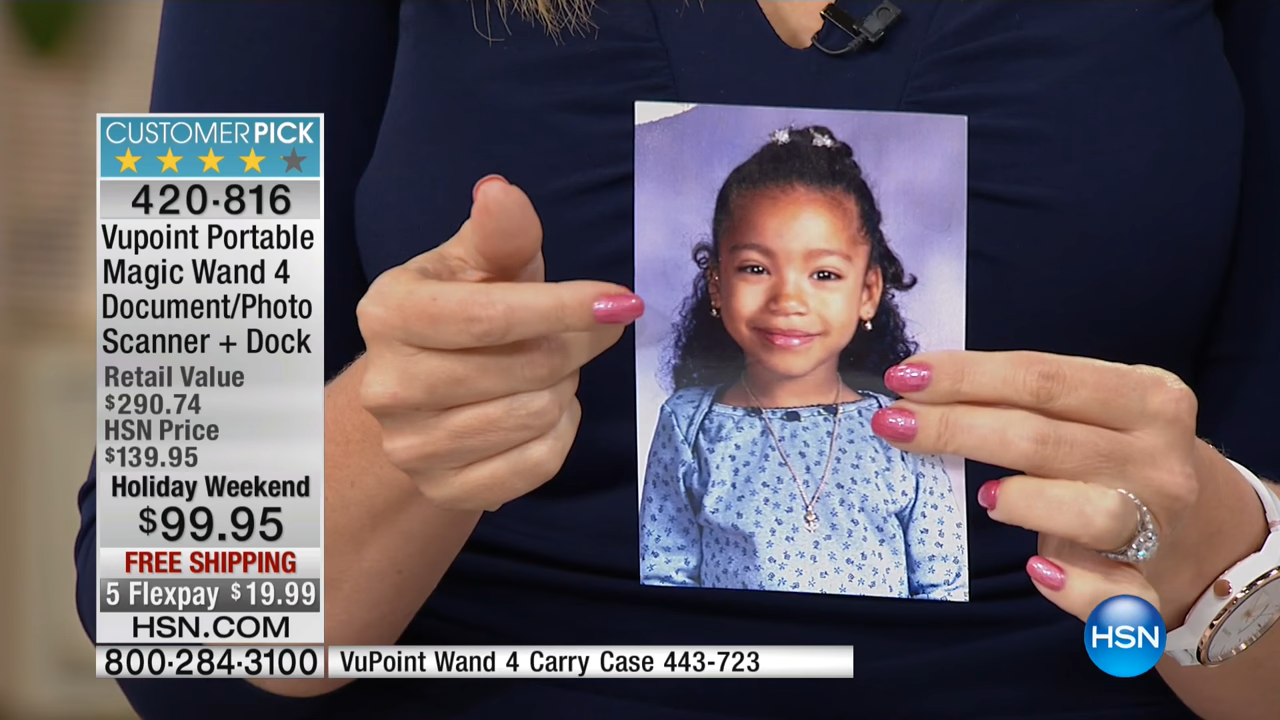 CUSTOMERPICK
420·816
Vupoint Portable
Magic Wand 4
Document/Photo
Scanner + Dock
Retail Value
$290.74
HSN Price
$139.95
Holiday Weekend
$99.95
FREE SHIPPING
5 Flexpay $19.99
HSN.COM
800·284·3100
VuPoint Wand 4 Carry Case 443-723
HSN